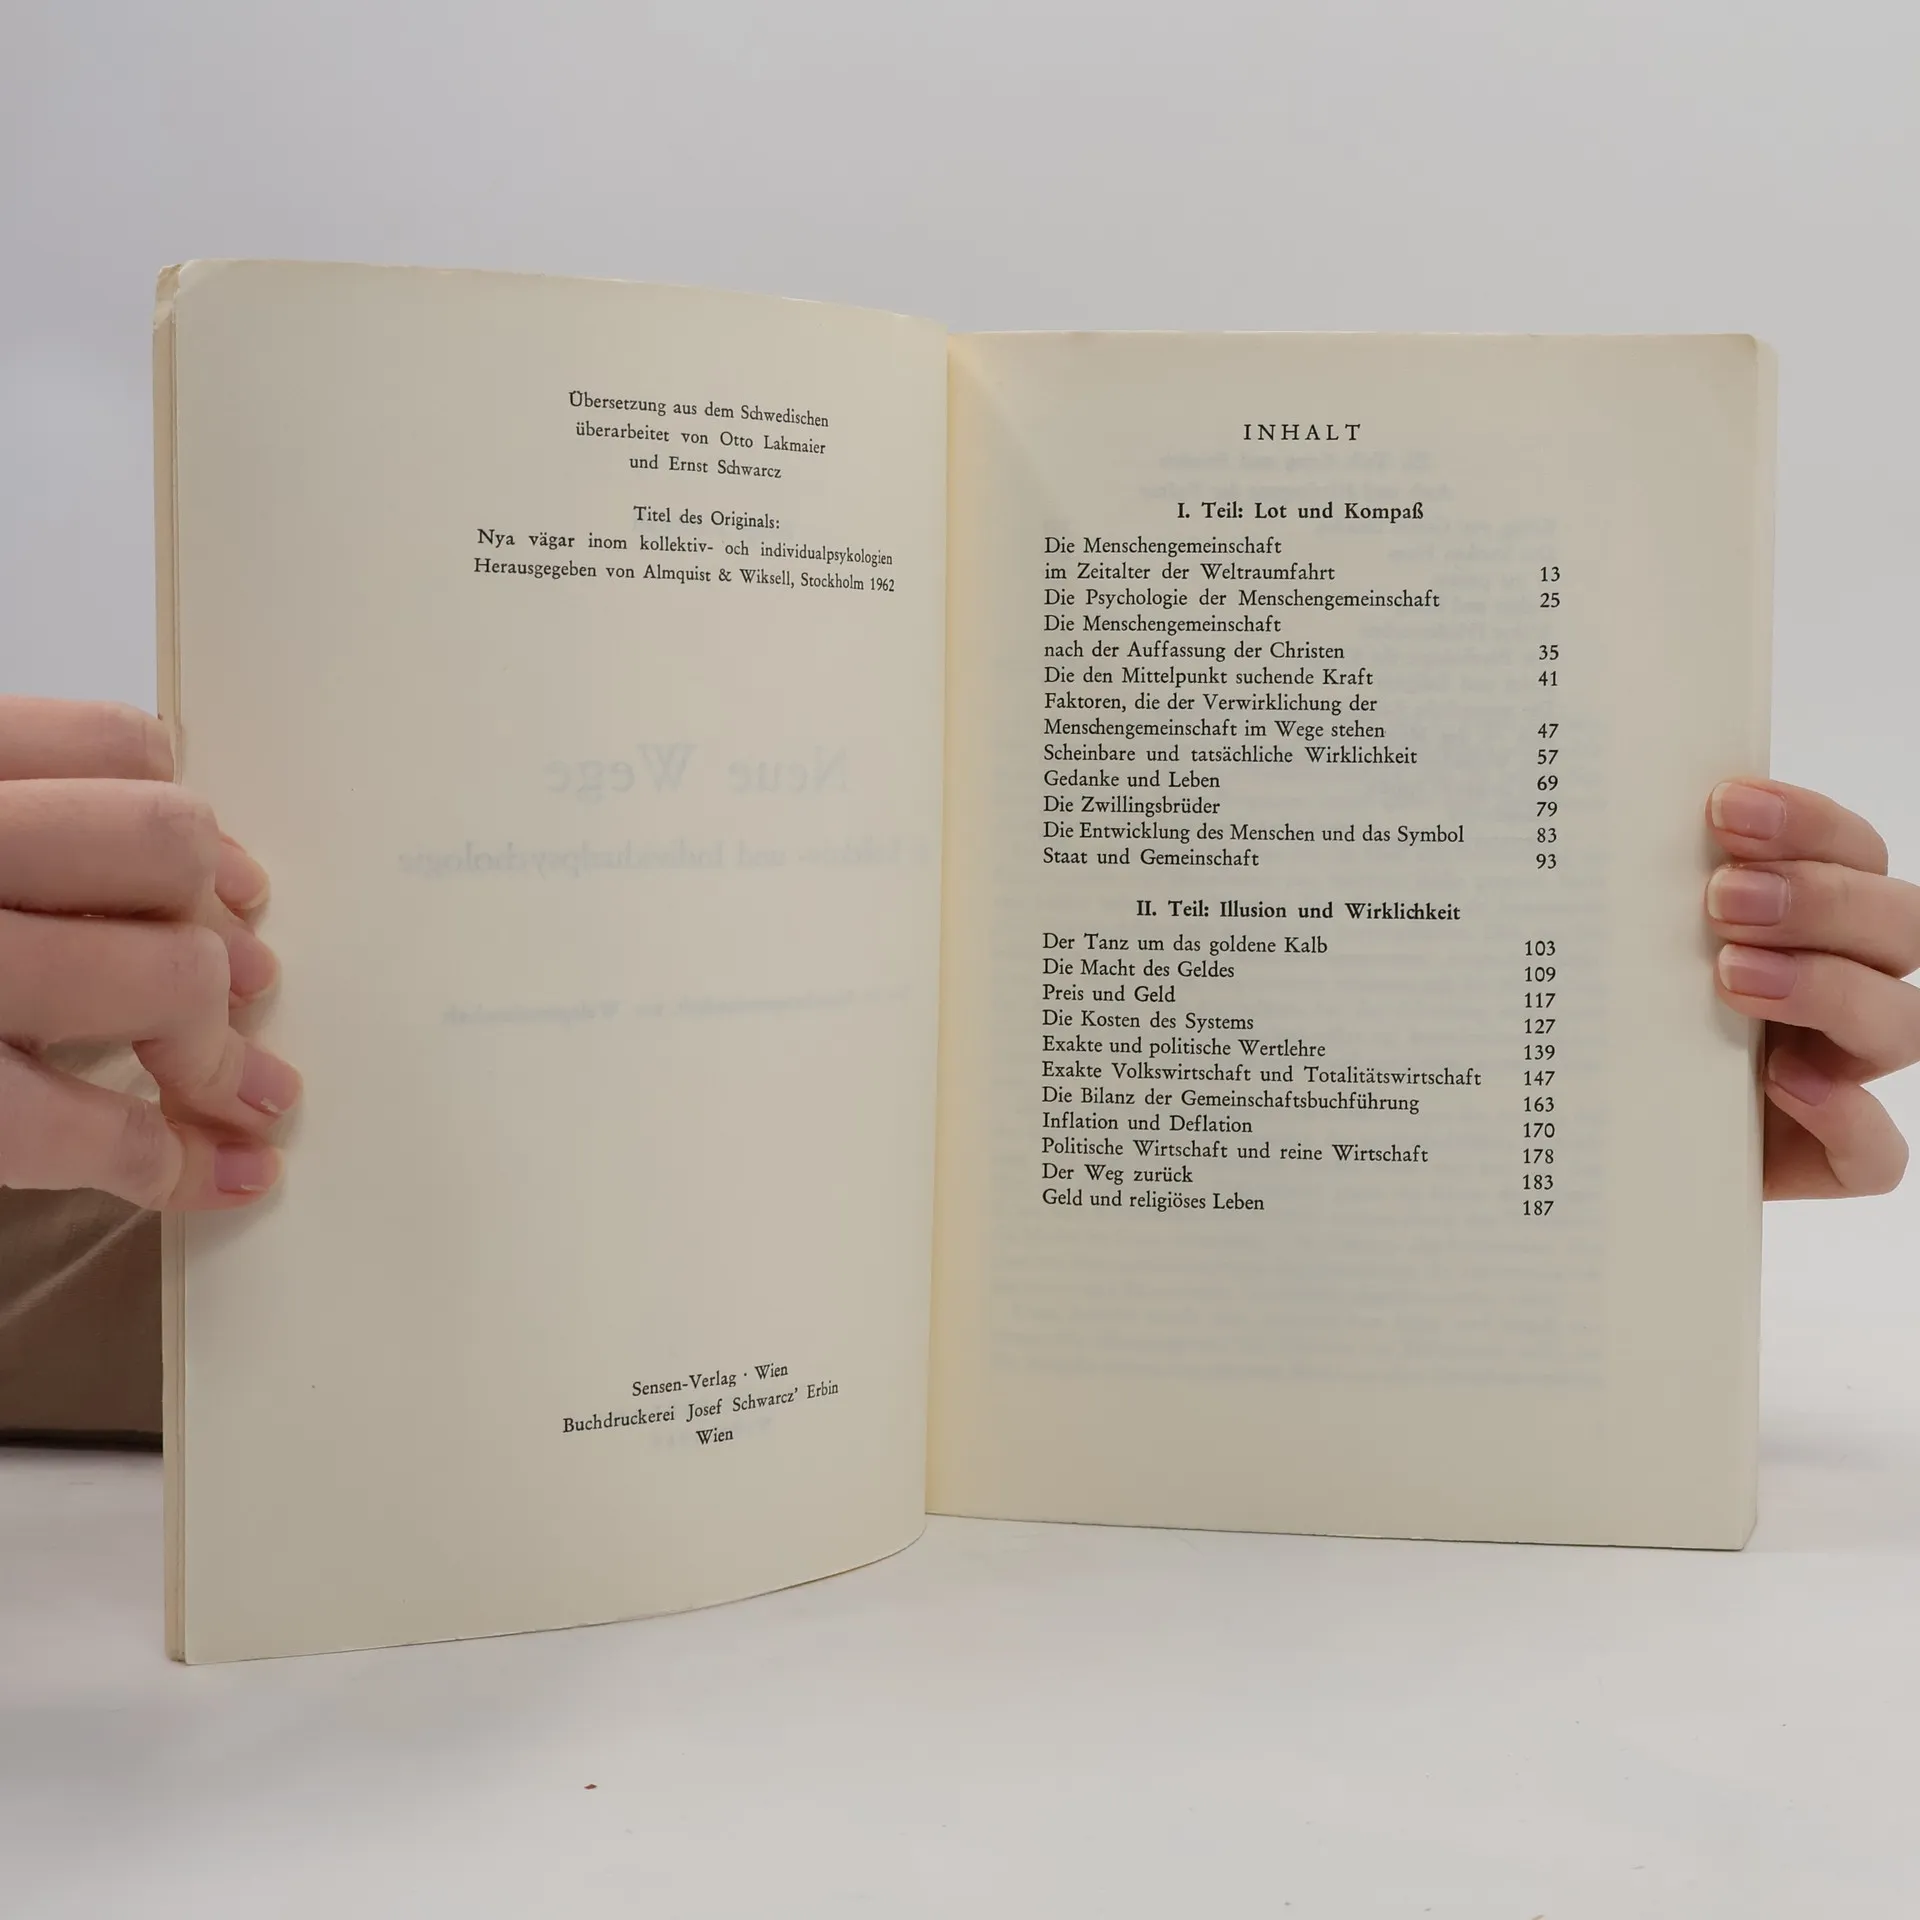 Übersetzung aus dem Schwedischen
überarbeitet von Otto Lakmaier
und Ernst Schwarcz
Titel des Originals:
Nya vägar inom kollektiv- och individualpsykologien
Herausgegeben von Almquist & Wiksell, Stockholm 1962
Neue Wege
und Individualpsychologie
Sensen-Verlag · Wien
Buchdruckerei Josef Schwarcz' Erbin
Wien
INHALT
I. Teil: Lot und Kompaß
Die Menschengemeinschaft
im Zeitalter der Weltraumfahrt 13
Die Psychologie der Menschengemeinschaft 25
Die Menschengemeinschaft
nach der Auffassung der Christen 35
Die den Mittelpunkt suchende Kraft 41
Faktoren, die der Verwirklichung der
Menschengemeinschaft im Wege stehen 47
Scheinbare und tatsächliche Wirklichkeit 57
Gedanke und Leben 69
Die Zwillingsbrüder 79
Die Entwicklung des Menschen und das Symbol 83
Staat und Gemeinschaft 93
II. Teil: Illusion und Wirklichkeit
Der Tanz um das goldene Kalb 103
Die Macht des Geldes 109
Preis und Geld 117
Die Kosten des Systems 127
Exakte und politische Wertlehre 139
Exakte Volkswirtschaft und Totalitätswirtschaft 147
Die Bilanz der Gemeinschaftsbuchführung 163
Inflation und Deflation 170
Politische Wirtschaft und reine Wirtschaft 178
Der Weg zurück 183
Geld und religiöses Leben 187